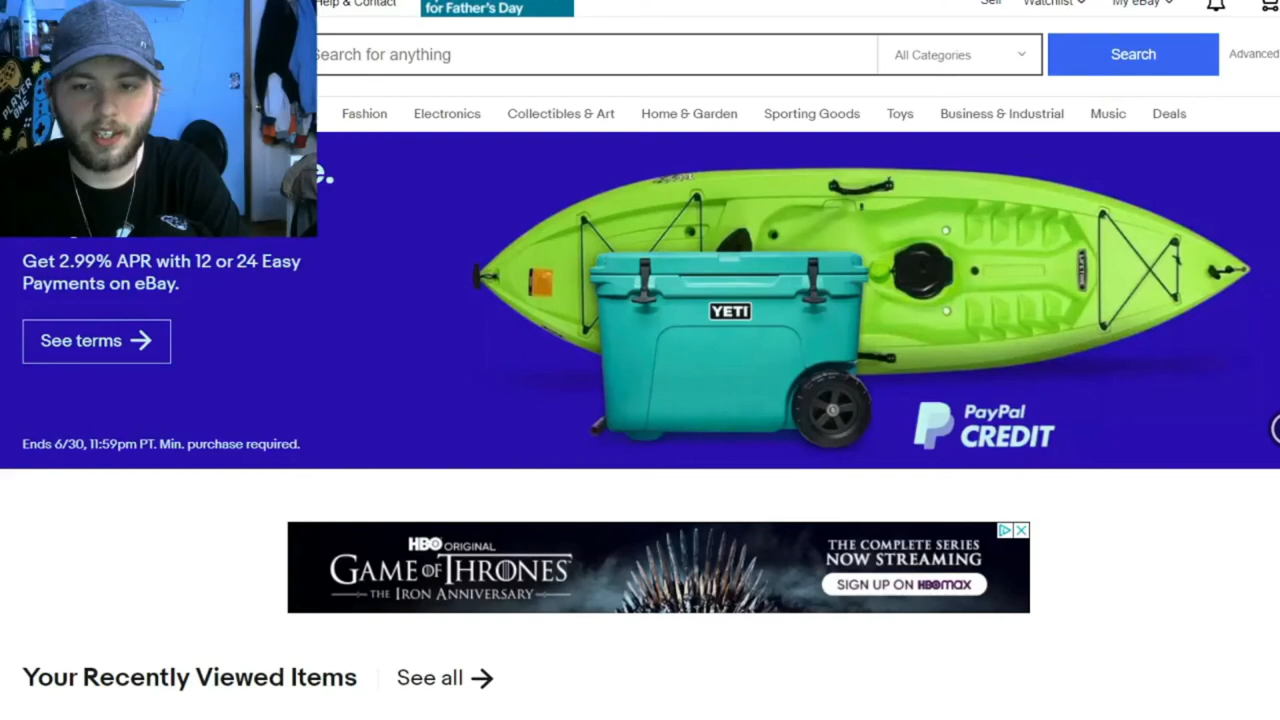 Help & Contact
for Father's Day
Sell
Watchlist
My eBay
Search for anything
All Categories
Search
Advanced
Fashion
Electronics
Collectibles & Art
Home & Garden
Sporting Goods
Toys
Business & Industrial
Music
Deals
PLAYER
ONE
e.
Get 2.99% APR with 12 or 24 Easy
Payments on eBay.
See terms
YETI
PayPal
CREDIT
Ends 6/30, 11:59pm PT. Min. purchase required.
HBO ORIGINAL
GAME OF THRONES
THE IRON ANNIVERSARY
THE COMPLETE SERIES
NOW STREAMING
SIGN UP ON HBOMAX
Your Recently Viewed Items
See all